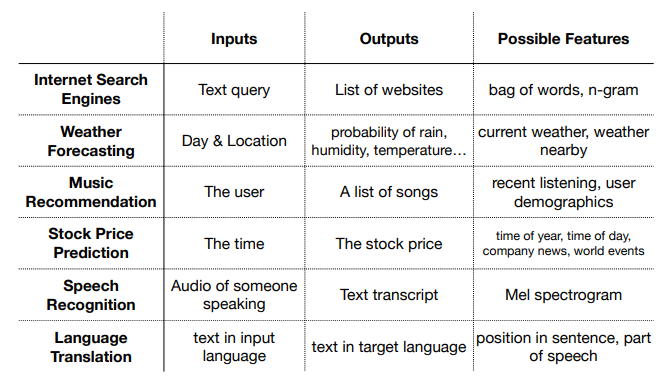 Inputs Outputs Possible Features
Internet Search
Engines
Text query
List of websites
bag of words, n-gram
Weather
Forecasting
Day & Location
probability of rain,
humidity, temperature…
current weather, weather
nearby
Music
Recommendation
The user
A list of songs
recent listening, user
demographics
Stock Price
Prediction
The time
The stock price
time of year, time of day,
company news, world events
Speech
Recognition
Audio of someone
speaking
Text transcript
Mel spectrogram
Language
Translation
text in input
language
text in target language
position in sentence, part
of speech